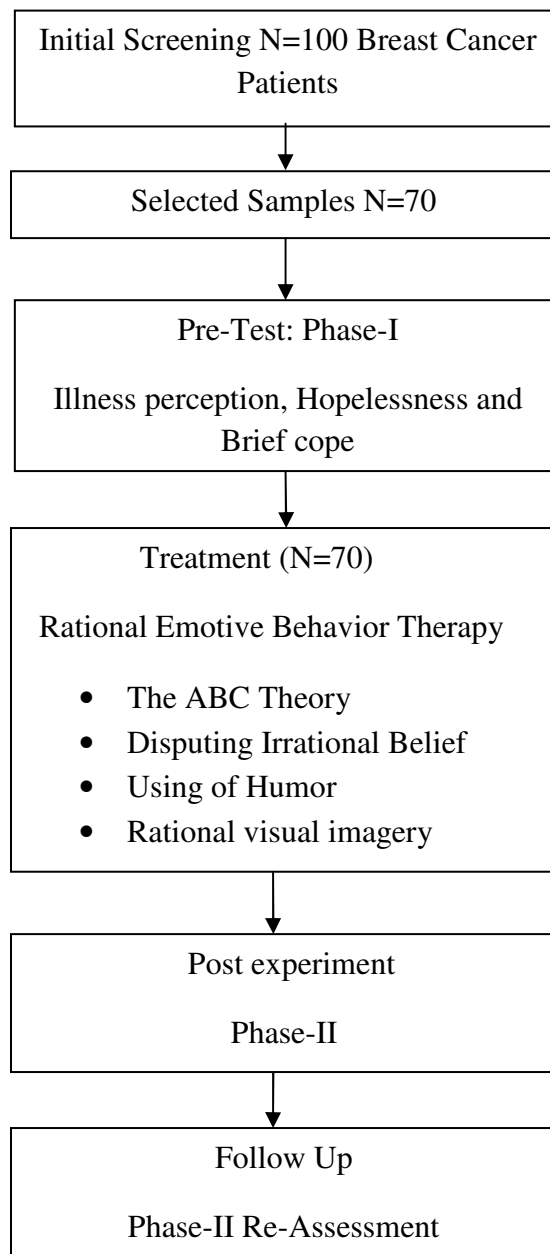 Initial Screening N=100 Breast Cancer
Patients
Selected Samples N=70
Pre-Test: Phase-I
Illness perception, Hopelessness and
Brief cope
Treatment (N=70)
Rational Emotive Behavior Therapy
• The ABC Theory
• Disputing Irrational Belief
• Using of Humor
• Rational visual imagery
Post experiment
Phase-II
Follow Up
Phase-II Re-Assessment